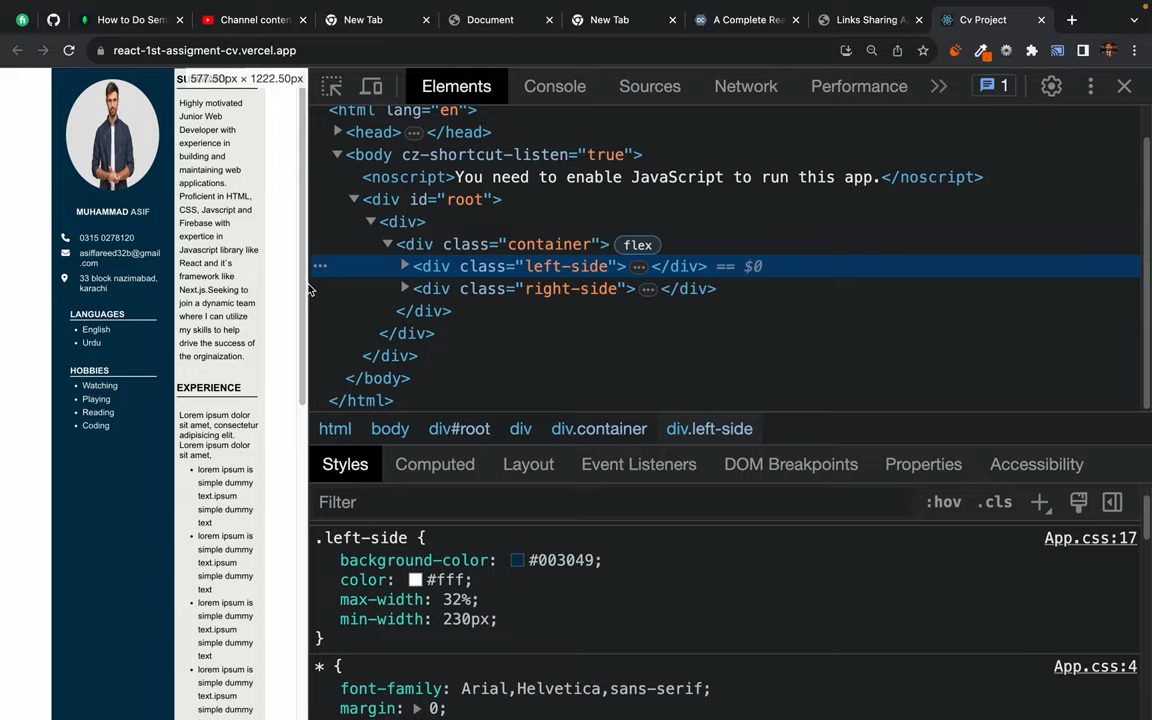 How to Do Sem
Channel conten
New Tab
Document
New Tab
A Complete Rea
Links Sharing A
Cv Project
react-1st-assigment-cv.vercel.app
577.50px × 1222.50px
MUHAMMAD ASIF
0315 0278120
asiffareed32b@gmail
.com
33 block nazimabad,
karachi
LANGUAGES
• English
• Urdu
HOBBIES
• Watching
• Playing
• Reading
• Coding
Highly motivated
Junior Web
Developer with
experience in
building and
maintaining web
applications.
Proficient in HTML,
CSS, Javscript and
Firebase with
expertice in
Javascript library like
React and it`s
framework like
Next.js.Seeking to
join a dynamic team
where I can utilize
my skills to help
drive the success of
the orginaization.
EXPERIENCE
Lorem ipsum dolor
sit amet, consectetur
adipisicing elit.
Lorem ipsum dolor
sit amet,
• lorem ipsum is
simple dummy
text.ipsum
simple dummy
text
• lorem ipsum is
simple dummy
text.ipsum
simple dummy
text
• lorem ipsum is
simple dummy
text.ipsum
simple dummy
text
• lorem ipsum is
simple dummy
text.ipsum
simple dummy
Elements Console Sources Network Performance 1
<html lang="en">
<head> ... </head>
<body cz-shortcut-listen="true">
<noscript>You need to enable JavaScript to run this app.</noscript>
<div id="root">
<div>
<div class="container"> flex
... <div class="left-side"> ... </div> == $0
<div class="right-side"> ... </div>
</div>
</div>
</div>
</body>
</html>
html body div#root div div.container div.left-side
Styles Computed Layout Event Listeners DOM Breakpoints Properties Accessibility
Filter :hov .cls
.left-side { App.css:17
background-color: #003049;
color: #fff;
max-width: 32%;
min-width: 230px;
}
* { App.css:4
font-family: Arial,Helvetica,sans-serif;
margin: 0;